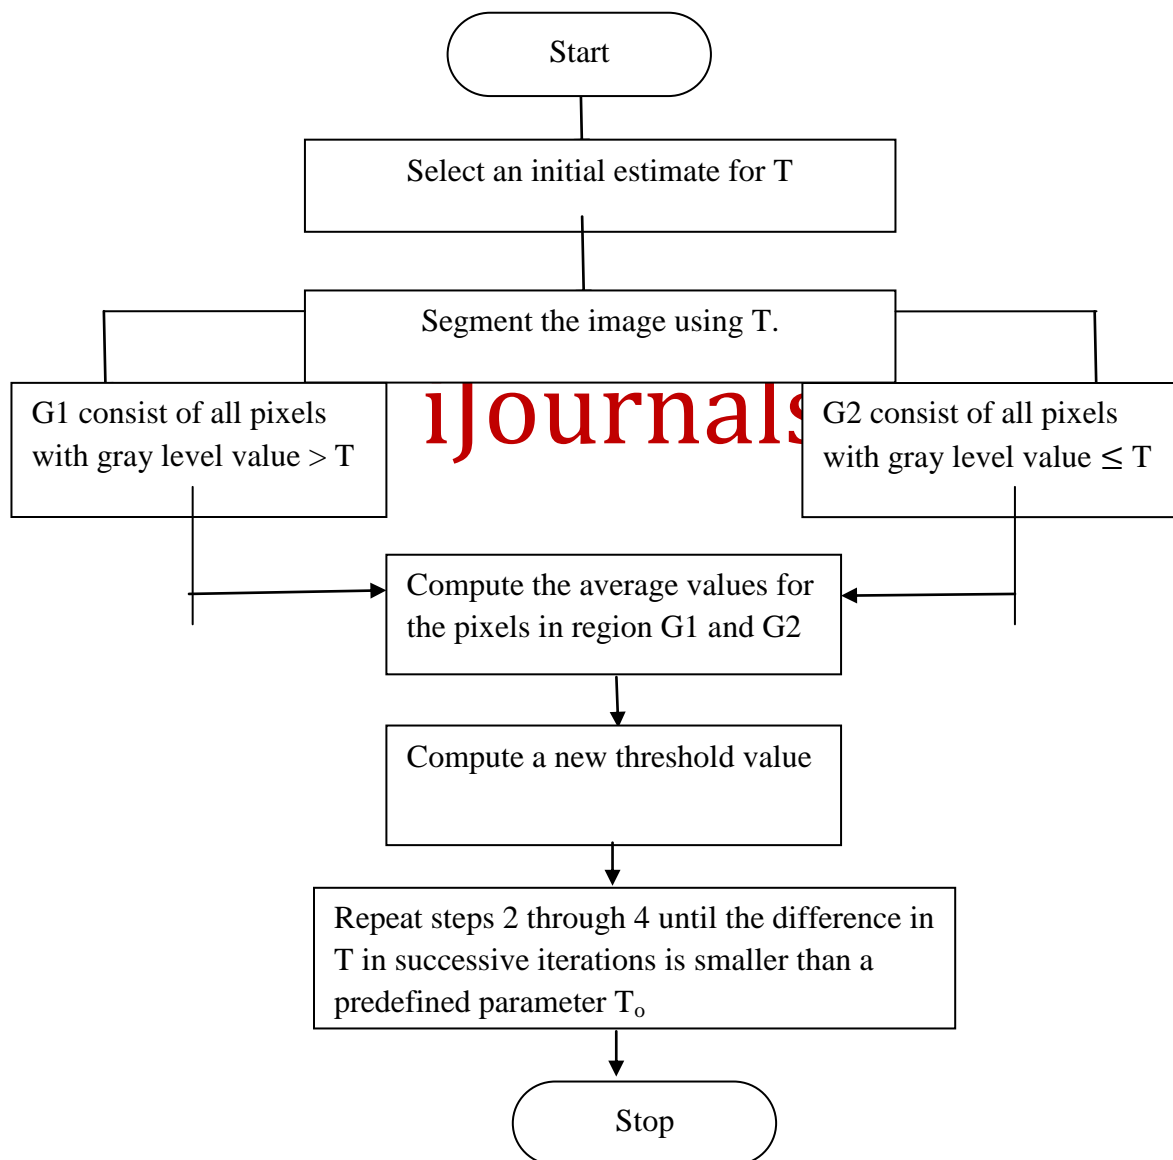 Start
Select an initial estimate for T
Segment the image using T.
G1 consist of all pixels
with gray level value > T
iJournals
G2 consist of all pixels
with gray level value ≤ T
Compute the average values for
the pixels in region G1 and G2
Compute a new threshold value
Repeat steps 2 through 4 until the difference in
T in successive iterations is smaller than a
predefined parameter Tₒ
Stop